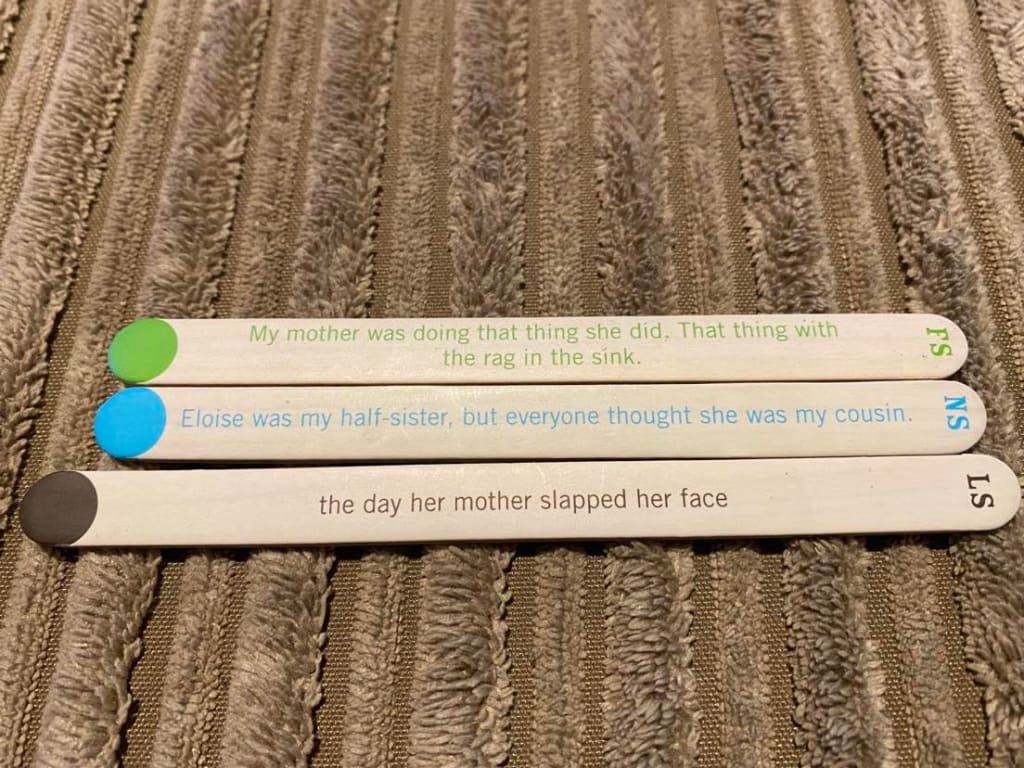 My mother was doing that thing she did. That thing with
the rag in the sink.
FS
Eloise was my half-sister, but everyone thought she was my cousin.
NS
the day her mother slapped her face
LS